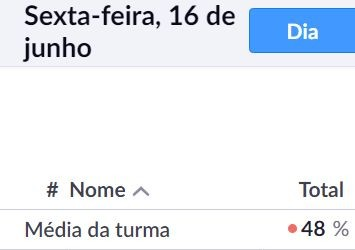 Sexta-feira, 16 de
junho
Dia
# Nome Total
Média da turma 48 %